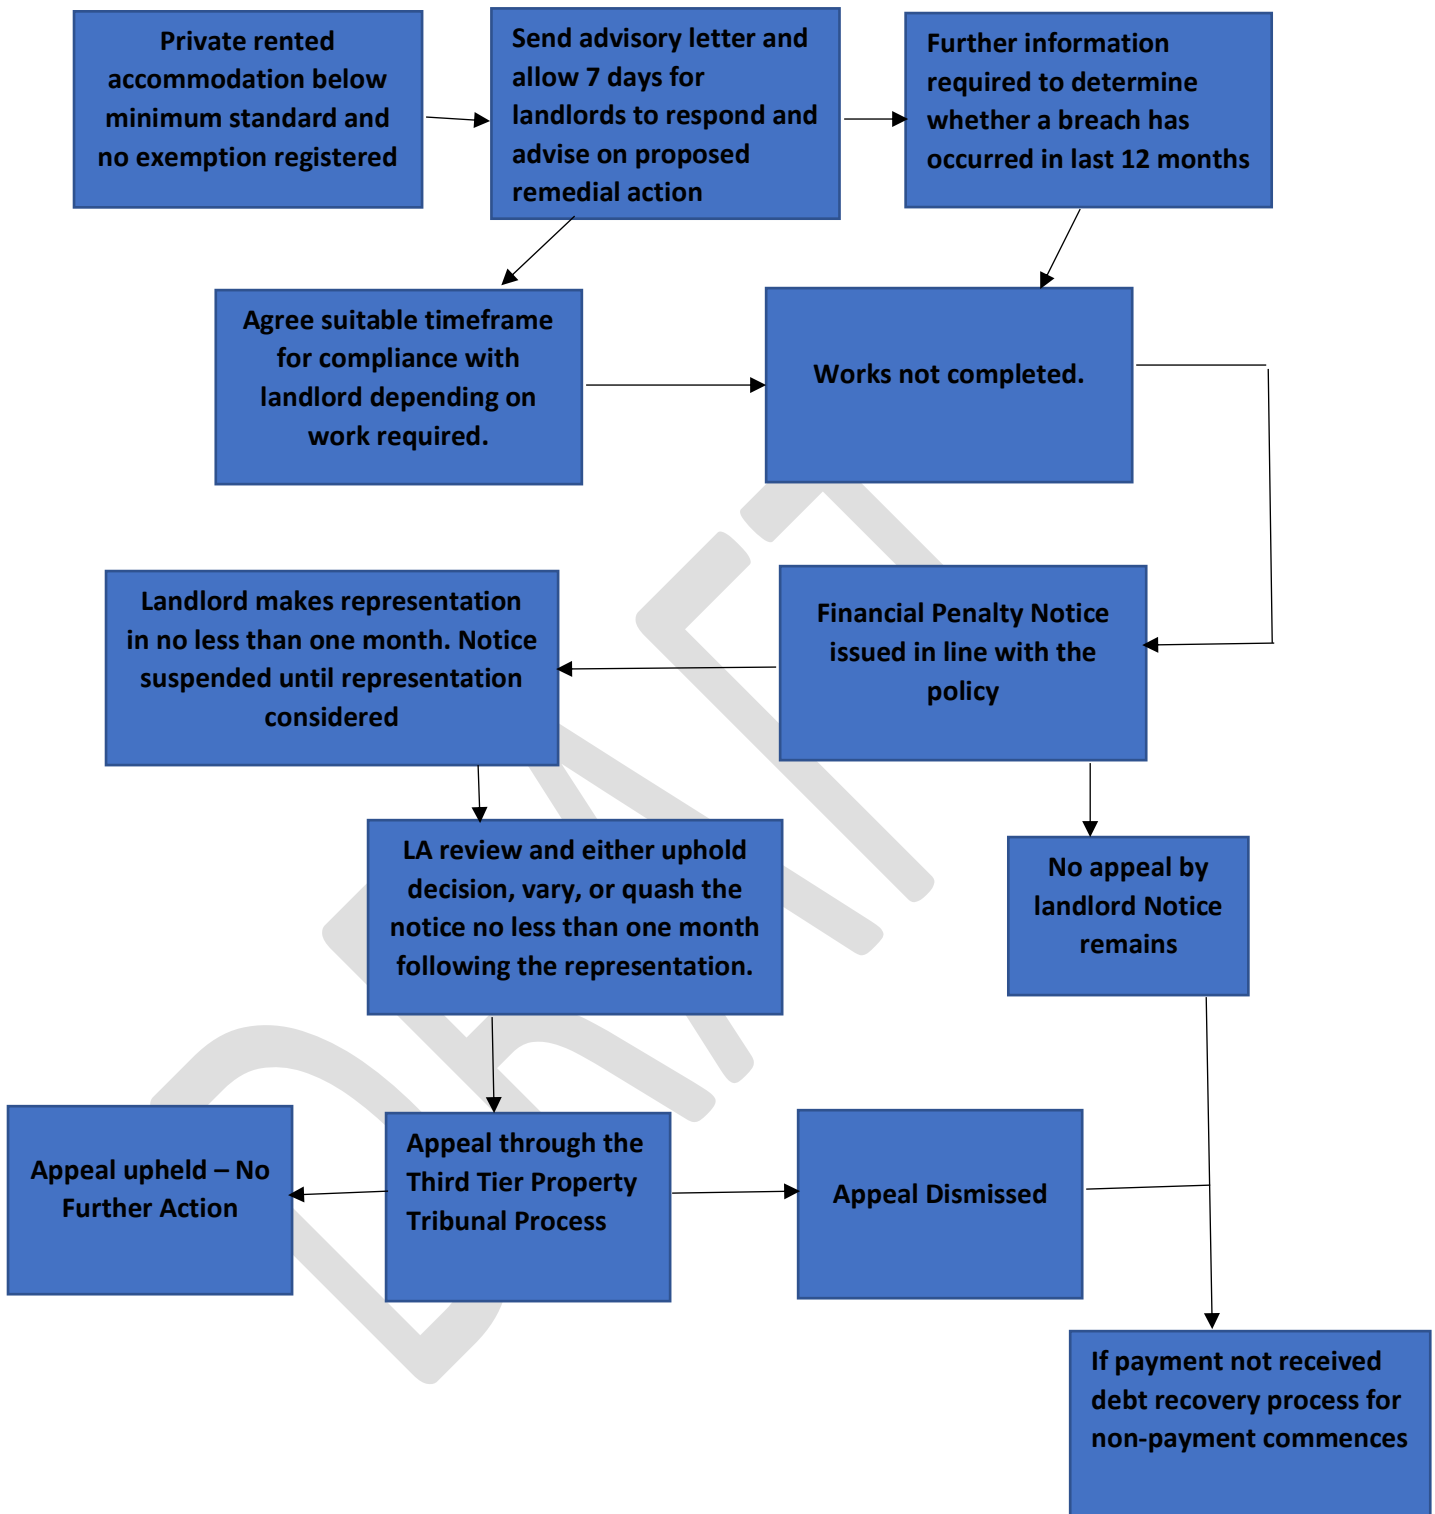 Private rented
accommodation below
minimum standard and
no exemption registered
Send advisory letter and
allow 7 days for
landlords to respond and
advise on proposed
remedial action
Further information
required to determine
whether a breach has
occurred in last 12 months
Agree suitable timeframe
for compliance with
landlord depending on
work required.
Works not completed.
Landlord makes representation
in no less than one month. Notice
suspended until representation
considered
Financial Penalty Notice
issued in line with the
policy
LA review and either uphold
decision, vary, or quash the
notice no less than one month
following the representation.
No appeal by
landlord Notice
remains
Appeal upheld – No
Further Action
Appeal through the
Third Tier Property
Tribunal Process
Appeal Dismissed
If payment not received
debt recovery process for
non-payment commences
DRAFT